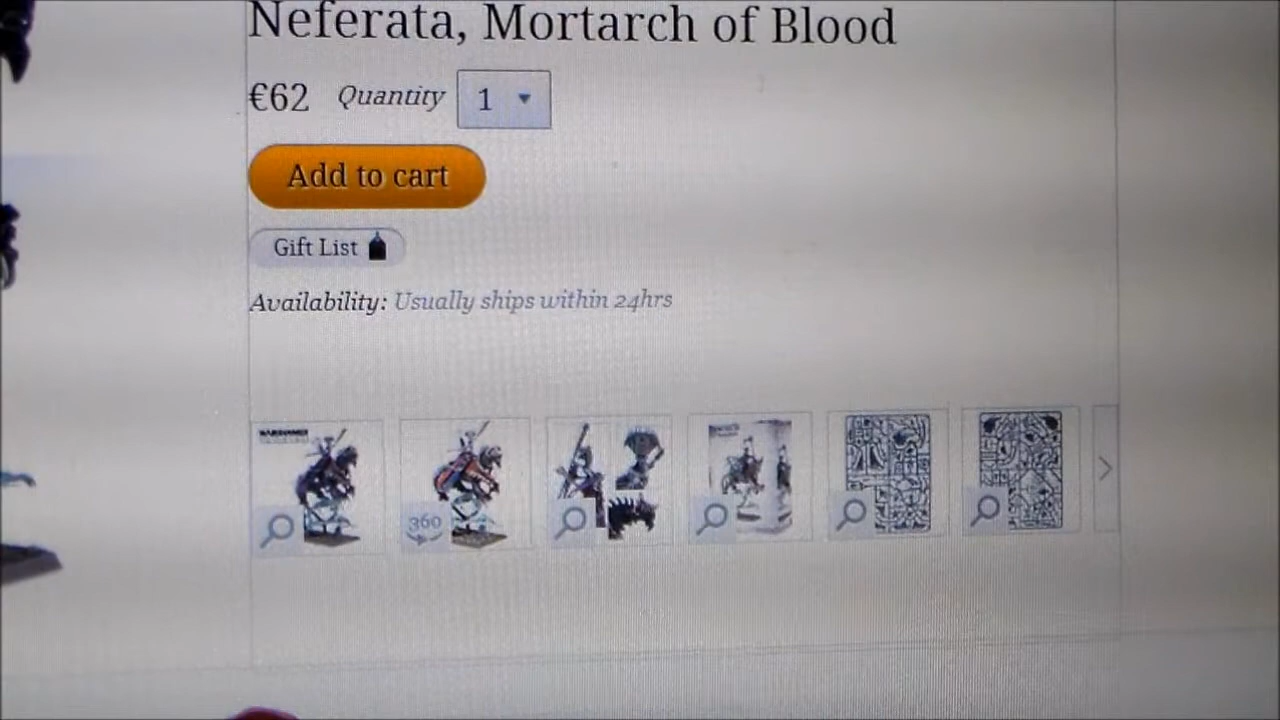 Neferata, Mortarch of Blood
€62 Quantity 1
Add to cart
Gift List
Availability: Usually ships within 24hrs
360